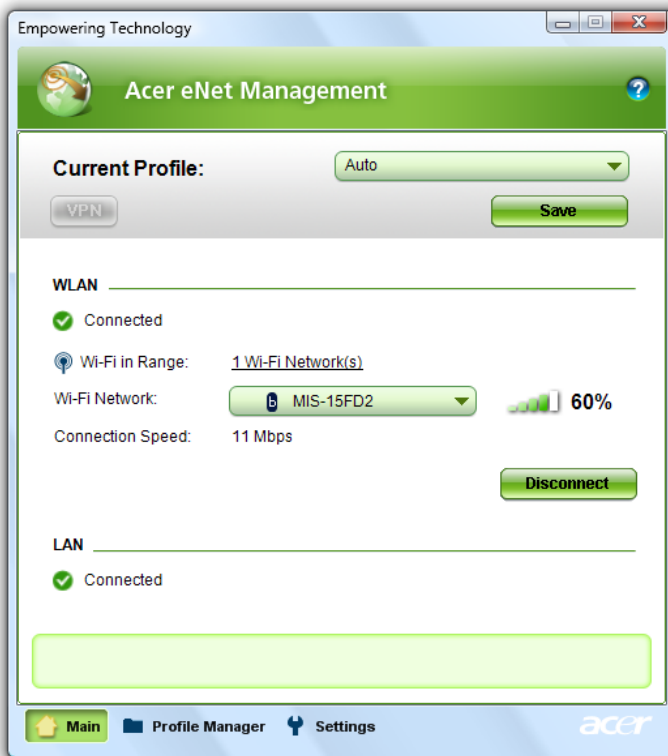 Empowering Technology
Acer eNet Management
?
Current Profile:
Auto
VPN
Save
WLAN
Connected
Wi-Fi in Range:
1 Wi-Fi Network(s)
Wi-Fi Network:
b MIS-15FD2
60%
Connection Speed:
11 Mbps
Disconnect
LAN
Connected
Main
Profile Manager
Settings
acer